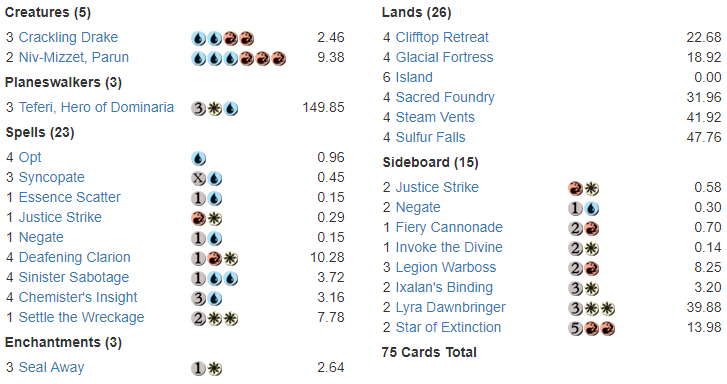 Creatures (5)
3 Crackling Drake 2.46
2 Niv-Mizzet, Parun 9.38
Planeswalkers (3)
3 Teferi, Hero of Dominaria 3 149.85
Spells (23)
4 Opt 0.96
3 Syncopate X 0.45
1 Essence Scatter 1 0.15
1 Justice Strike 0.29
1 Negate 1 0.15
4 Deafening Clarion 1 10.28
4 Sinister Sabotage 1 3.72
4 Chemister's Insight 3 3.16
1 Settle the Wreckage 2 7.78
Enchantments (3)
3 Seal Away 1 2.64
Lands (26)
4 Clifftop Retreat 22.68
4 Glacial Fortress 18.92
6 Island 0.00
4 Sacred Foundry 31.96
4 Steam Vents 41.92
4 Sulfur Falls 47.76
Sideboard (15)
2 Justice Strike 0.58
2 Negate 1 0.30
1 Fiery Cannonade 2 0.70
1 Invoke the Divine 2 0.14
3 Legion Warboss 2 8.25
2 Ixalan's Binding 3 3.20
2 Lyra Dawnbringer 3 39.88
2 Star of Extinction 5 13.98
75 Cards Total